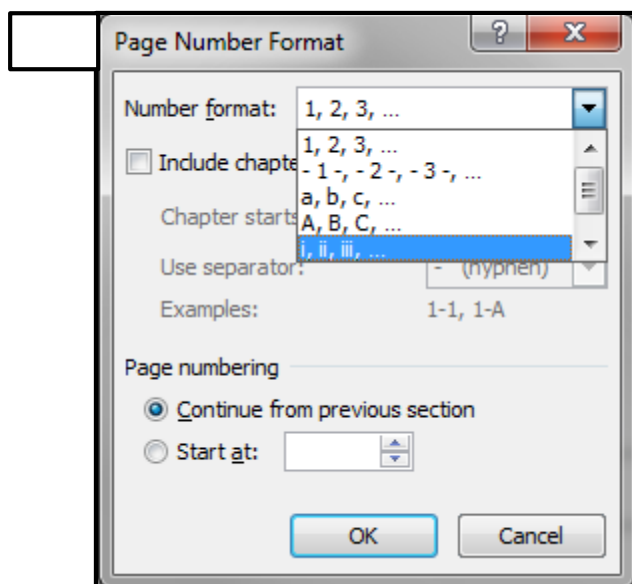 Page Number Format
Number format: 1, 2, 3, ...
1, 2, 3, ...
Include chapte
- 1 -, - 2 -, - 3 -, ...
a, b, c, ...
Chapter starts
A, B, C, ...
i, ii, iii, ...
Use separator: - (hyphen)
Examples: 1-1, 1-A
Page numbering
Continue from previous section
Start at:
OK Cancel